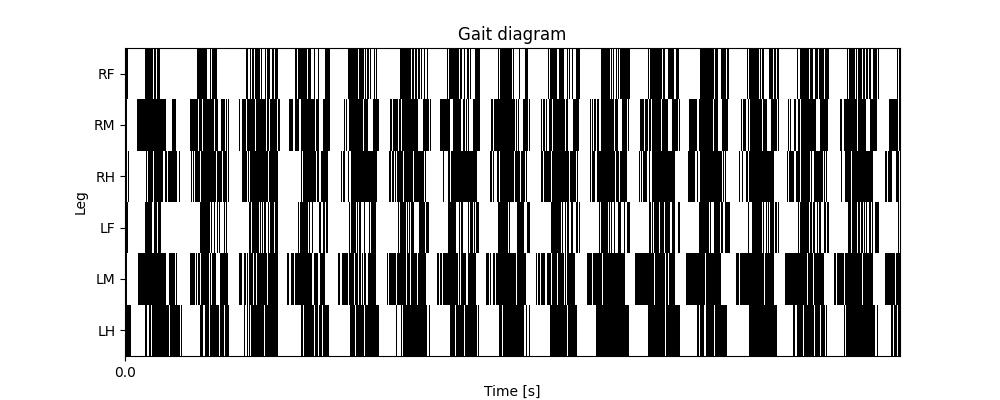 Gait diagram
RF
RM
RH
LF
LM
LH
Leg
0.0
Time [s]